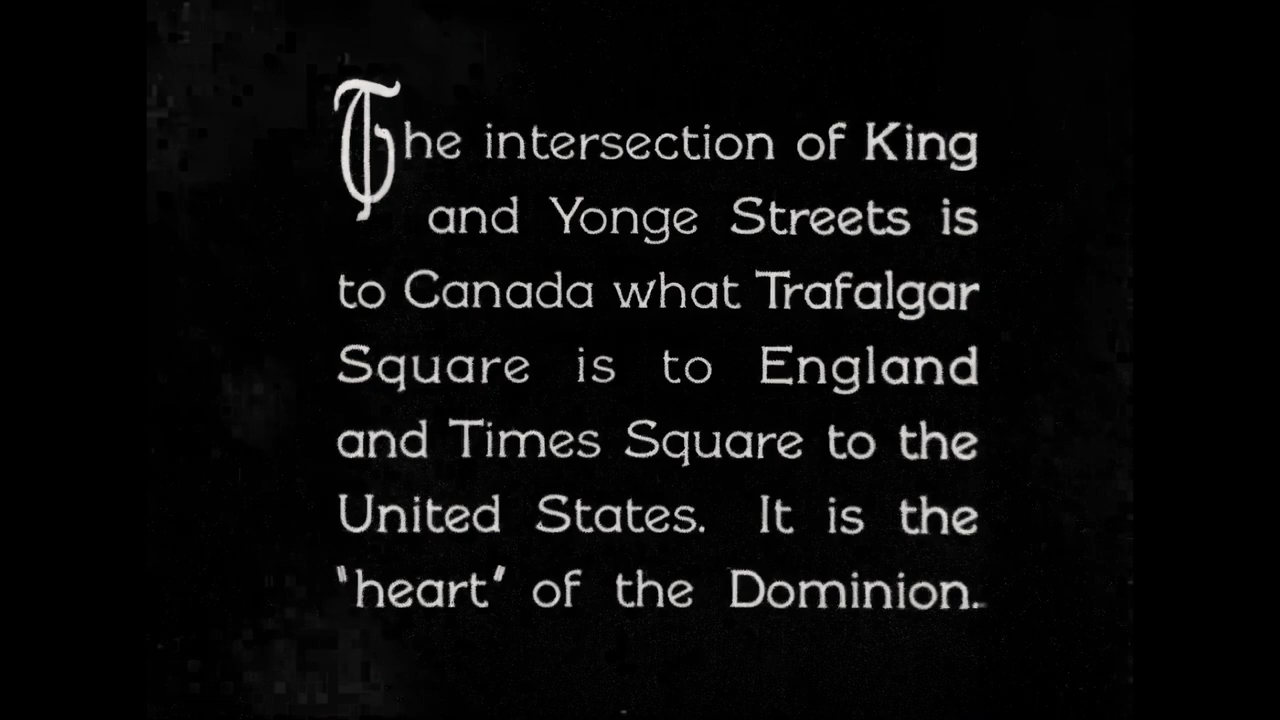 The intersection of King
and Yonge Streets is
to Canada what Trafalgar
Square is to England
and Times Square to the
United States. It is the
"heart" of the Dominion.